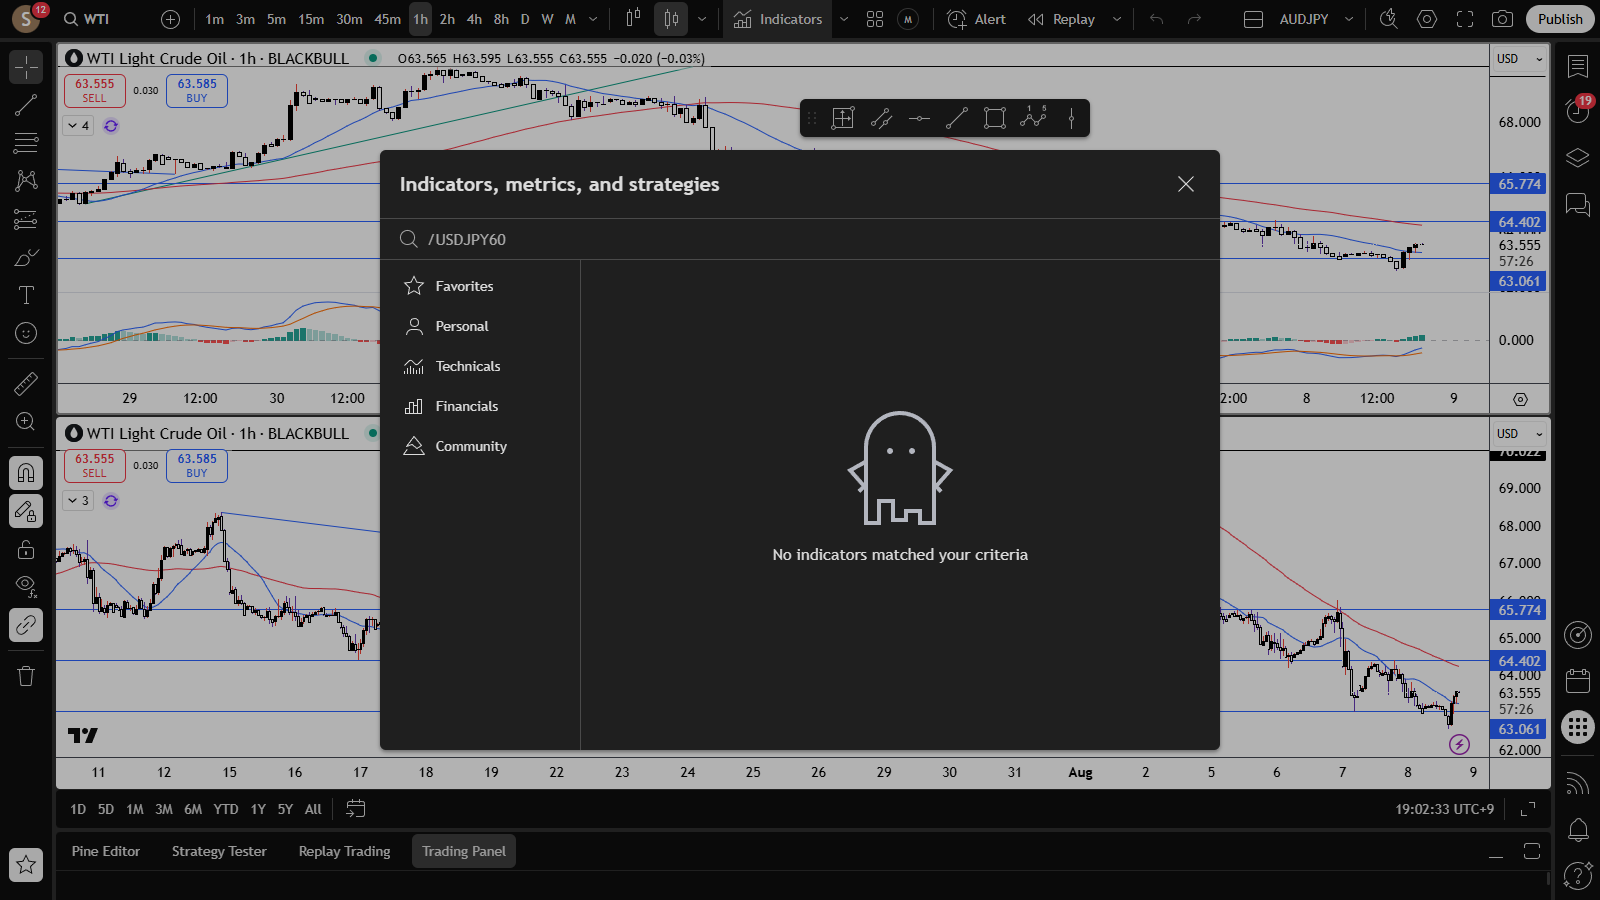 S 12 WTI 1m 3m 5m 15m 30m 45m 1h 2h 4h 8h D W M Indicators M Alert Replay AUDJPY Publish
WTI Light Crude Oil · 1h · BLACKBULL O63.565 H63.595 L63.555 C63.555 −0.020 (−0.03%) USD
63.555 SELL 0.030 63.585 BUY
4
1 5
19
68.000
65.774
64.402
63.555
57:26
63.061
0.000
Indicators, metrics, and strategies
/USDJPY60
Favorites
Personal
Technicals
Financials
Community
No indicators matched your criteria
29 12:00 30 12:00 2:00 8 12:00 9
WTI Light Crude Oil · 1h · BLACKBULL USD
63.555 SELL 0.030 63.585 BUY
3
70.022
69.000
68.000
67.000
65.774
65.000
64.402
64.000
63.555
57:26
63.061
62.000
11 12 15 16 17 18 19 22 23 24 25 26 29 30 31 Aug 2 5 6 7 8 9
1D 5D 1M 3M 6M YTD 1Y 5Y All 19:02:33 UTC+9
Pine Editor Strategy Tester Replay Trading Trading Panel